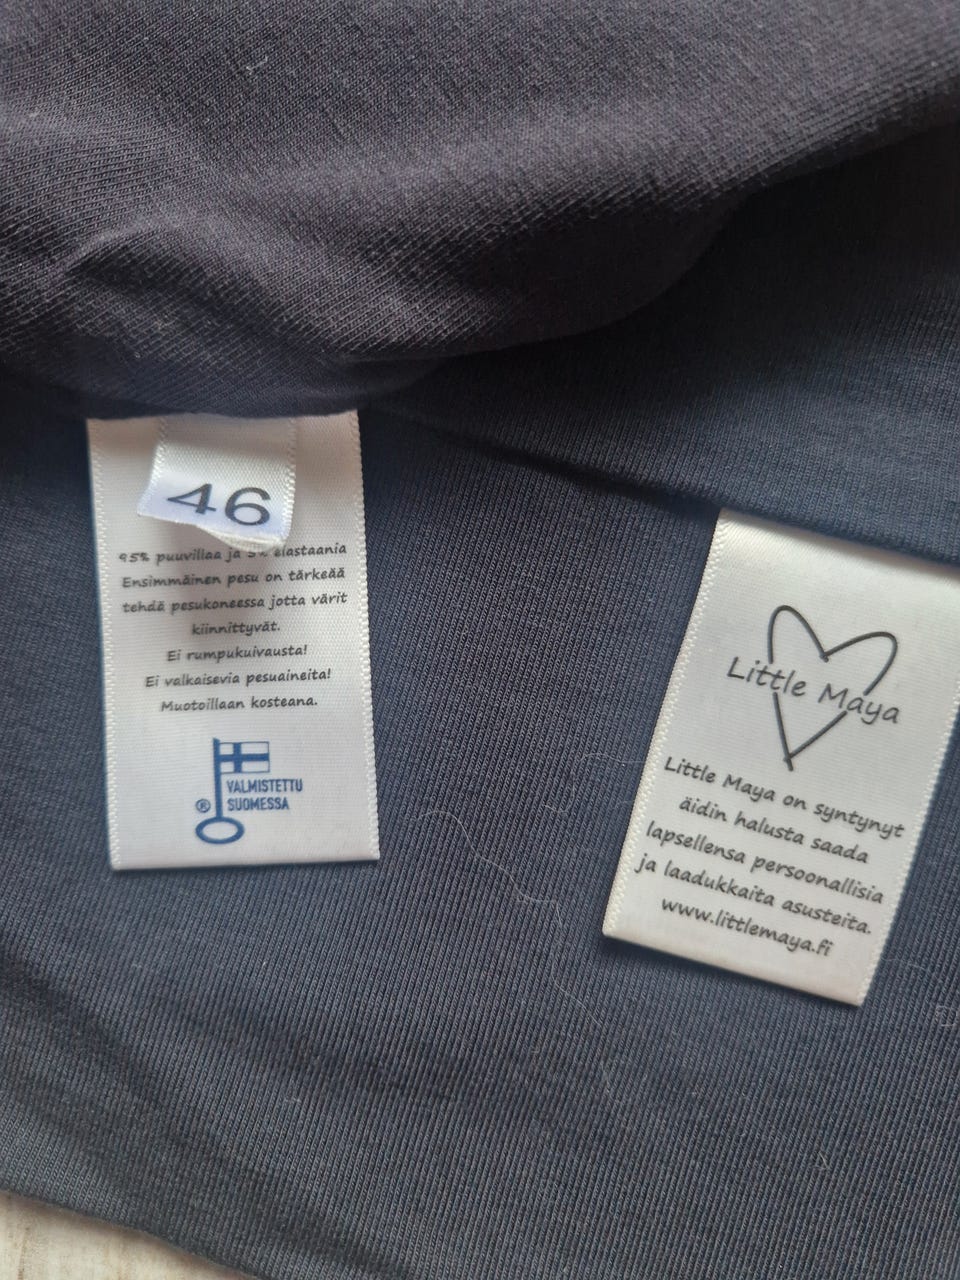 46
95% puuvillaa ja 5% elastaania
Ensimmäinen pesu on tärkeää
tehdä pesukoneessa jotta värit
kiinnittyvät.
Ei rumpukuivausta!
Ei valkaisevia pesuaineita!
Muotoillaan kosteana.
VALMISTETTU
® SUOMESSA
Little Maya
Little Maya on syntynyt
äidin halusta saada
lapsellensa persoonallisia
ja laadukkaita asusteita.
www.littlemaya.fi